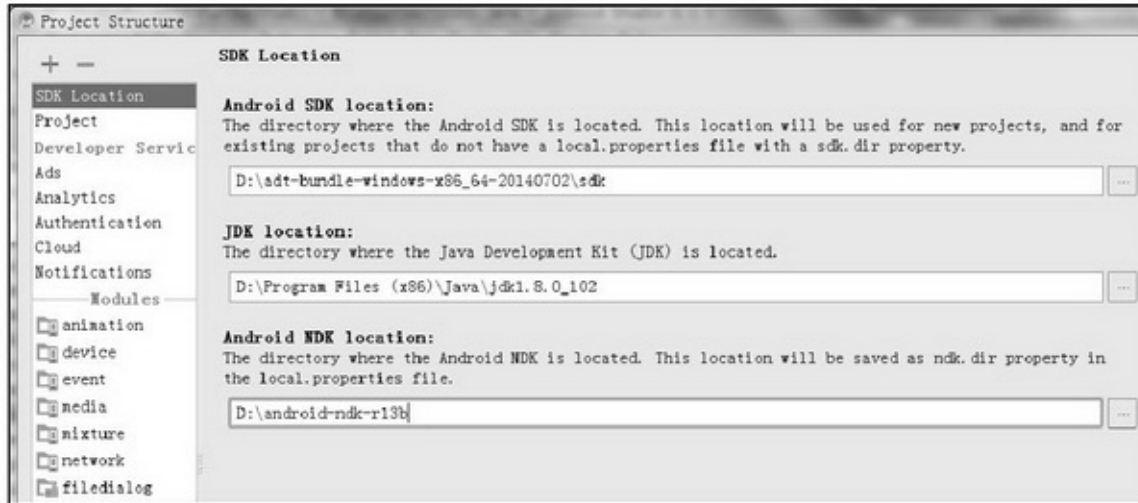 Project Structure
SDK Location
Project
Developer Servic
Ads
Analytics
Authentication
Cloud
Notifications
Modules
animation
device
event
media
mixture
network
filedialog
SDK Location
Android SDK location:
The directory where the Android SDK is located. This location will be used for new projects, and for
existing projects that do not have a local.properties file with a sdk.dir property.
D:\adt-bundle-windows-x86_64-20140702\sdk
JDK location:
The directory where the Java Development Kit (JDK) is located.
D:\Program Files (x86)\Java\jdk1.8.0_102
Android NDK location:
The directory where the Android NDK is located. This location will be saved as ndk.dir property in
the local.properties file.
D:\android-ndk-r13b